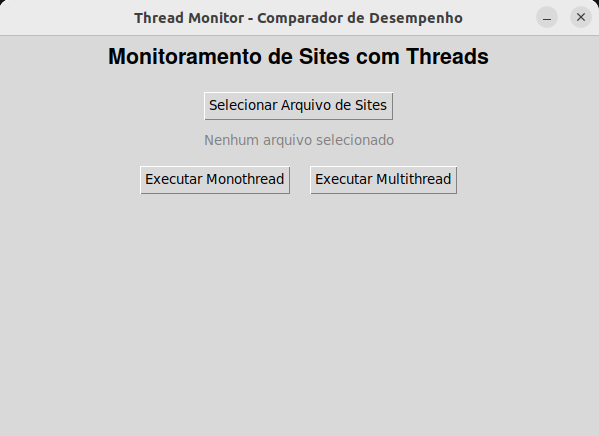 Thread Monitor - Comparador de Desempenho
Monitoramento de Sites com Threads
Selecionar Arquivo de Sites
Nenhum arquivo selecionado
Executar Monothread
Executar Multithread